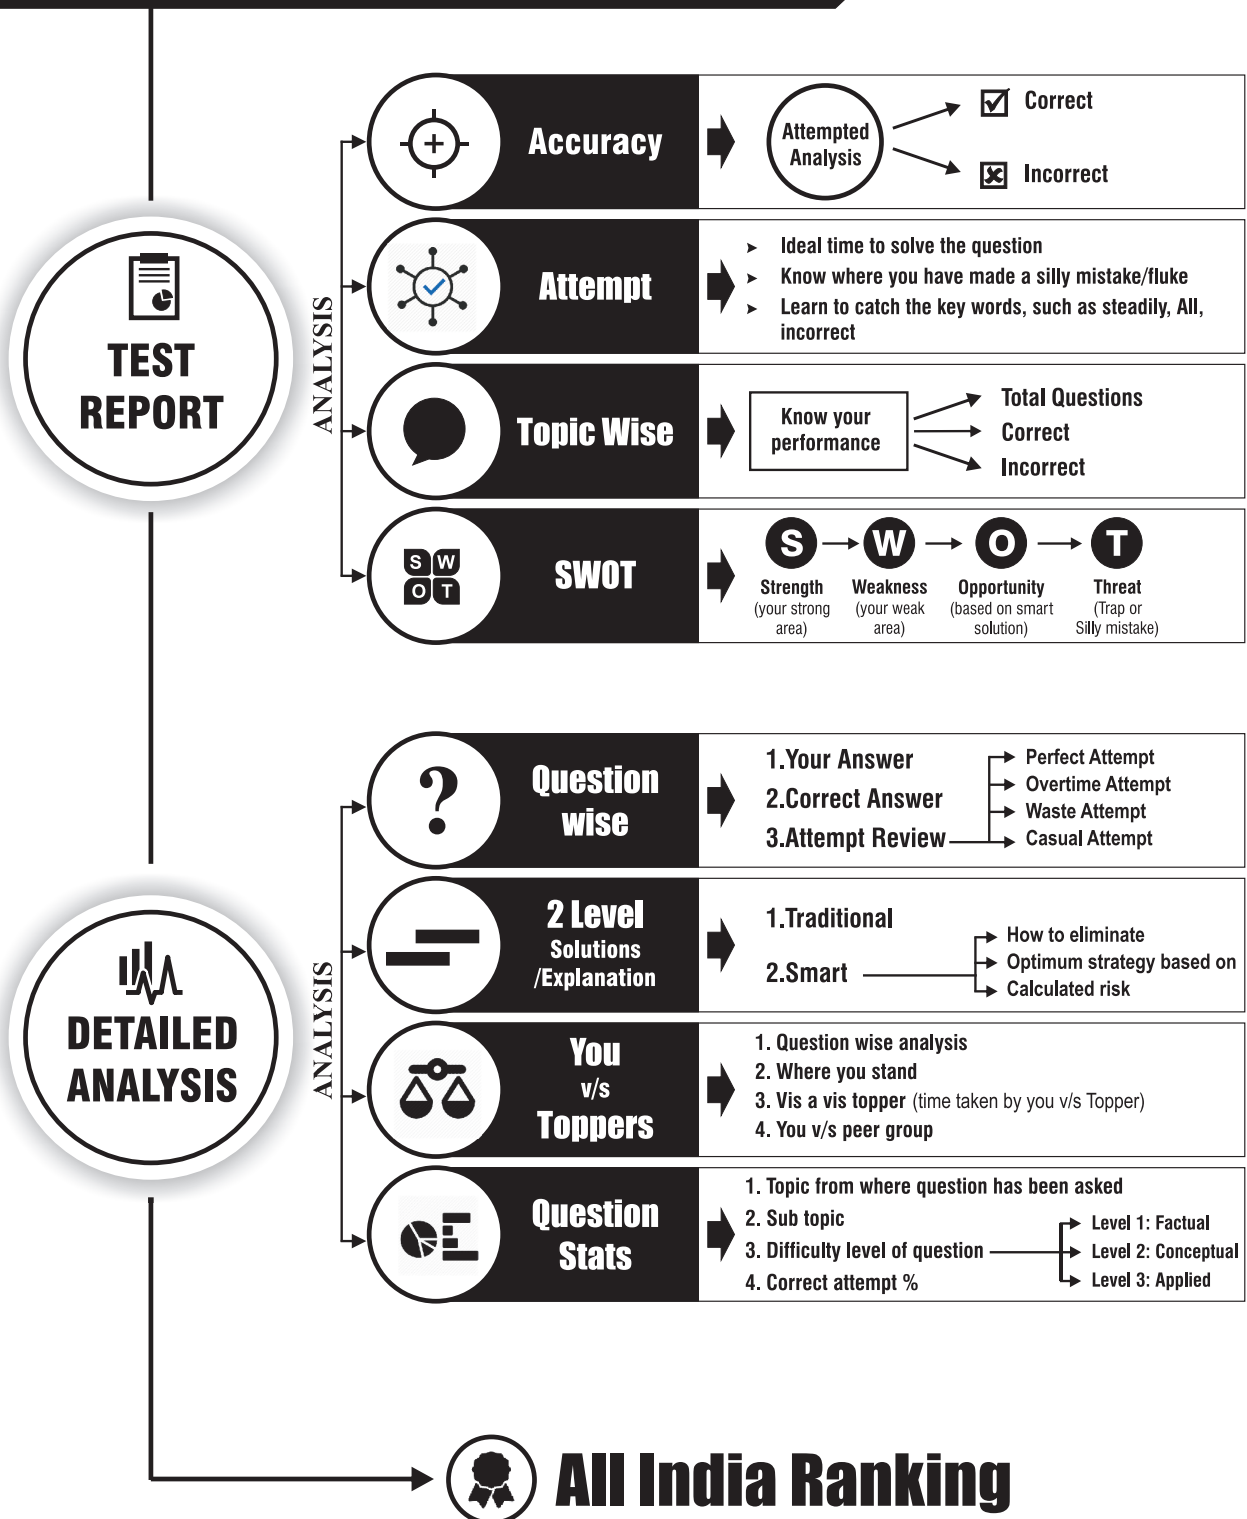 TEST
REPORT
ANALYSIS
Accuracy
Attempted
Analysis
Correct
Incorrect
Attempt
➤ Ideal time to solve the question
➤ Know where you have made a silly mistake/fluke
➤ Learn to catch the key words, such as steadily, All,
incorrect
Topic Wise
Know your
performance
Total Questions
Correct
Incorrect
S W
O T
SWOT
S W O T
Strength Weakness Opportunity Threat
(your strong (your weak (based on smart (Trap or
area) area) solution) Silly mistake)
DETAILED
ANALYSIS
ANALYSIS
?
Question
wise
1.Your Answer
2.Correct Answer
3.Attempt Review
Perfect Attempt
Overtime Attempt
Waste Attempt
Casual Attempt
2 Level
Solutions
/Explanation
1.Traditional
2.Smart
How to eliminate
Optimum strategy based on
Calculated risk
You
v/s
Toppers
1. Question wise analysis
2. Where you stand
3. Vis a vis topper (time taken by you v/s Topper)
4. You v/s peer group
Question
Stats
1. Topic from where question has been asked
2. Sub topic
3. Difficulty level of question
4. Correct attempt %
Level 1: Factual
Level 2: Conceptual
Level 3: Applied
All India Ranking